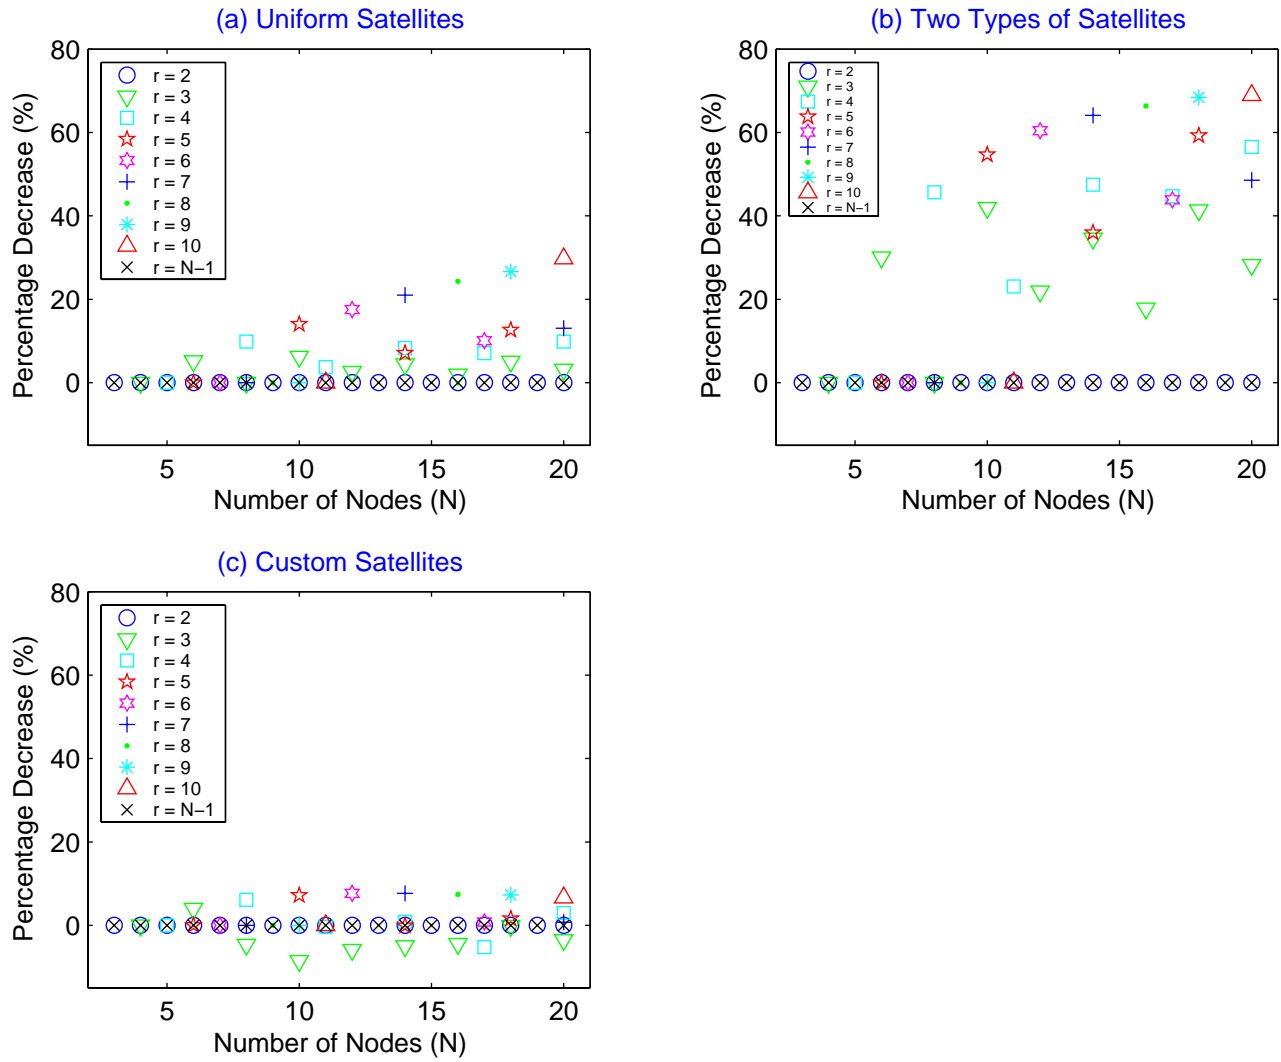 (a) Uniform Satellites
80
60
40
20
0
5
10
15
20
Percentage Decrease (%)
Number of Nodes (N)
r = 2
r = 3
r = 4
r = 5
r = 6
r = 7
r = 8
r = 9
r = 10
r = N−1
(b) Two Types of Satellites
80
60
40
20
0
5
10
15
20
Percentage Decrease (%)
Number of Nodes (N)
r = 2
r = 3
r = 4
r = 5
r = 6
r = 7
r = 8
r = 9
r = 10
r = N−1
(c) Custom Satellites
80
60
40
20
0
5
10
15
20
Percentage Decrease (%)
Number of Nodes (N)
r = 2
r = 3
r = 4
r = 5
r = 6
r = 7
r = 8
r = 9
r = 10
r = N−1